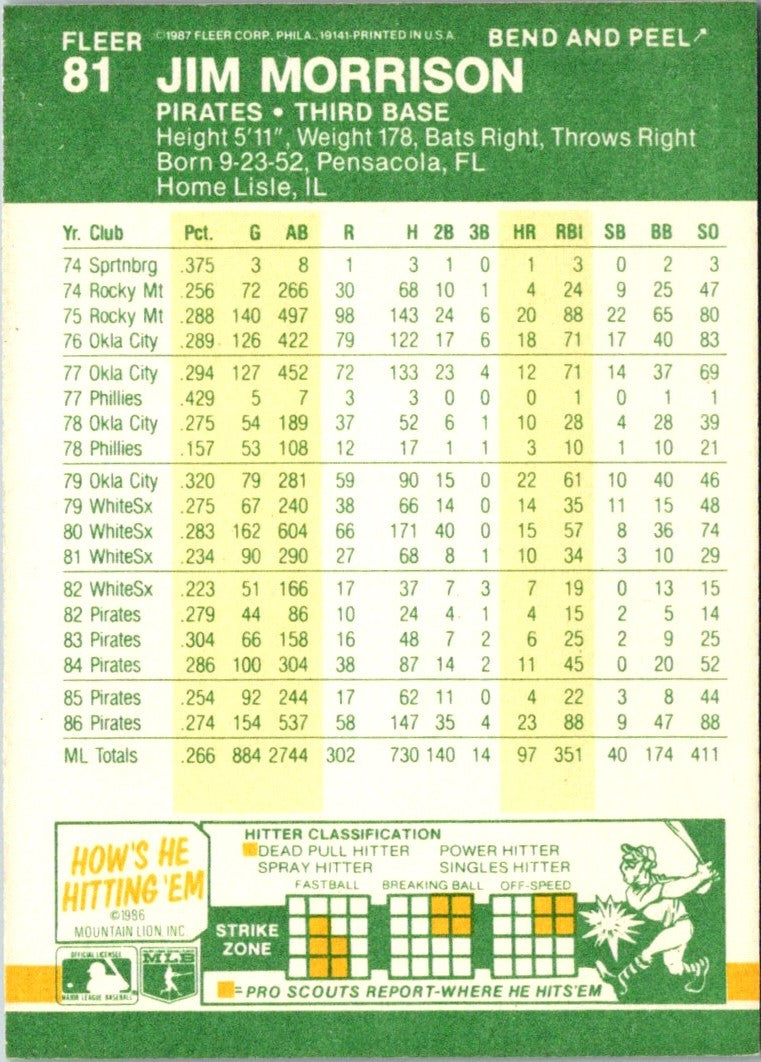 FLEER ©1987 FLEER CORP. PHILA., 19141-PRINTED IN U.S.A. BEND AND PEEL↗
81 JIM MORRISON
PIRATES • THIRD BASE
Height 5'11", Weight 178, Bats Right, Throws Right
Born 9-23-52, Pensacola, FL
Home Lisle, IL
Yr. Club Pct. G AB R H 2B 3B HR RBI SB BB SO
74 Sprtnbrg .375 3 8 1 3 1 0 1 3 0 2 3
74 Rocky Mt .256 72 266 30 68 10 1 4 24 9 25 47
75 Rocky Mt .288 140 497 98 143 24 6 20 88 22 65 80
76 Okla City .289 126 422 79 122 17 6 18 71 17 40 83
77 Okla City .294 127 452 72 133 23 4 12 71 14 37 69
77 Phillies .429 5 7 3 3 0 0 0 1 0 1 1
78 Okla City .275 54 189 37 52 6 1 10 28 4 28 39
78 Phillies .157 53 108 12 17 1 1 3 10 1 10 21
79 Okla City .320 79 281 59 90 15 0 22 61 10 40 46
79 WhiteSx .275 67 240 38 66 14 0 14 35 11 15 48
80 WhiteSx .283 162 604 66 171 40 0 15 57 8 36 74
81 WhiteSx .234 90 290 27 68 8 1 10 34 3 10 29
82 WhiteSx .223 51 166 17 37 7 3 7 19 0 13 15
82 Pirates .279 44 86 10 24 4 1 4 15 2 5 14
83 Pirates .304 66 158 16 48 7 2 6 25 2 9 25
84 Pirates 286 100 304 38 87 14 2 11 45 0 20 52
85 Pirates .254 92 244 17 62 11 0 4 22 3 8 44
86 Pirates .274 154 537 58 147 35 4 23 88 9 47 88
ML Totals .266 884 2744 302 730 140 14 97 351 40 174 411
HOW'S HE
HITTING 'EM
©1986
MOUNTAIN LION INC
HITTER CLASSIFICATION
DEAD PULL HITTER POWER HITTER
SPRAY HITTER SINGLES HITTER
FASTBALL BREAKING BALL OFF-SPEED
STRIKE
ZONE
OFFICIAL LICENSEE
MAJOR LEAGUE BASEBALL
MLB
= PRO SCOUTS REPORT-WHERE HE HITS'EM